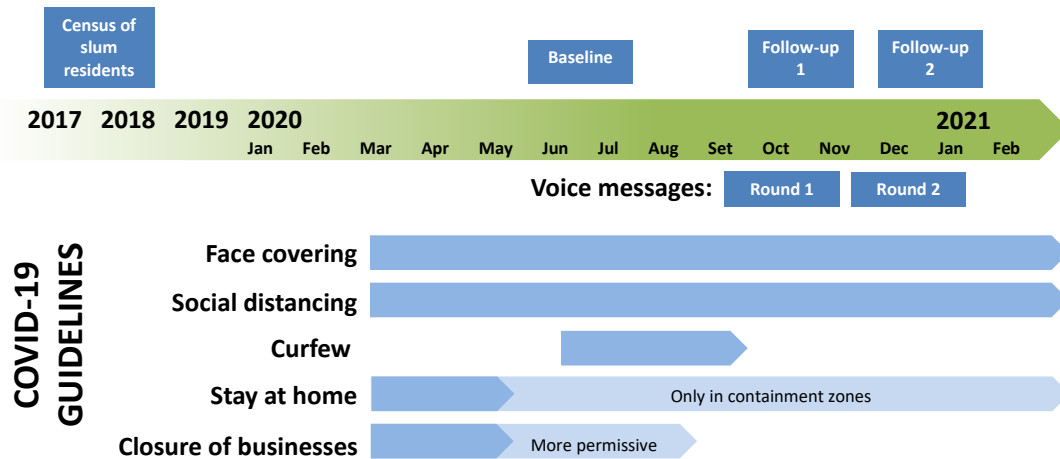 Census of
slum
residents
Baseline
Follow-up
1
Follow-up
2
2017 2018 2019 2020 2021
Jan Feb Mar Apr May Jun Jul Aug Set Oct Nov Dec Jan Feb
Voice messages: Round 1 Round 2
COVID-19
GUIDELINES
Face covering
Social distancing
Curfew
Stay at home Only in containment zones
Closure of businesses More permissive